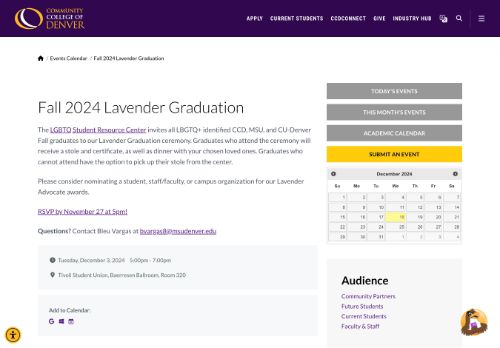 COMMUNITY
COLLEGE OF
DENVER
APPLY CURRENT STUDENTS CCDCONNECT GIVE INDUSTRY HUB
/ Events Calendar / Fall 2024 Lavender Graduation
Fall 2024 Lavender Graduation
The LGBTQ Student Resource Center invites all LBGTQ+ identified CCD, MSU, and CU-Denver
Fall graduates to our Lavender Graduation ceremony. Graduates who attend the ceremony will
receive a stole and certificate, as well as dinner with your chosen loved ones. Graduates who
cannot attend have the option to pick up their stole from the center.
Please consider nominating a student, staff/faculty, or campus organization for our Lavender
Advocate awards.
RSVP by November 27 at 5pm!
Questions? Contact Bleu Vargas at bvargas8@msudenver.edu
Tuesday, December 3, 2024 5:00pm - 7:00pm
Tivoli Student Union, Baerresen Ballroom, Room 320
Add to Calendar:
TODAY'S EVENTS
THIS MONTH'S EVENTS
ACADEMIC CALENDAR
SUBMIT AN EVENT
December 2024
Su Mo Tu We Th Fr Sa
1 2 3 4 5 6 7
8 9 10 11 12 13 14
15 16 17 18 19 20 21
22 23 24 25 26 27 28
29 30 31 1 2 3 4
Audience
Community Partners
Future Students
Current Students
Faculty & Staff